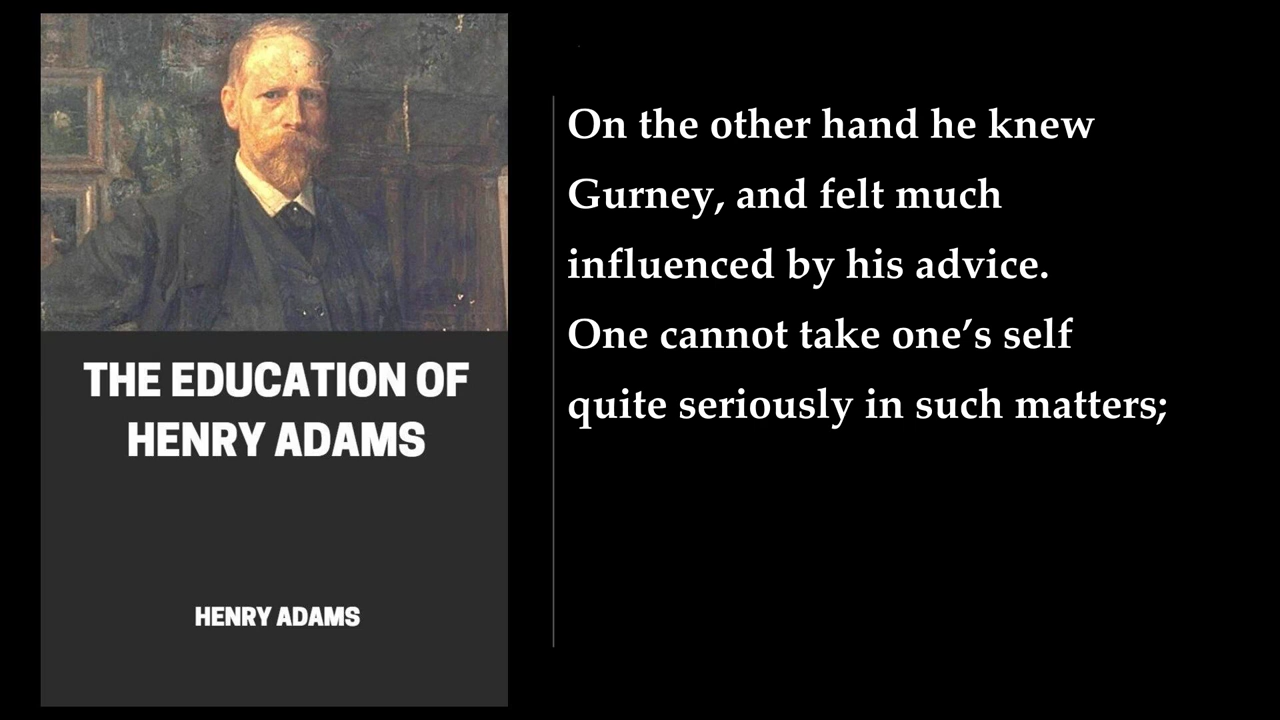 THE EDUCATION OF
HENRY ADAMS
HENRY ADAMS
On the other hand he knew
Gurney, and felt much
influenced by his advice.
One cannot take one’s self
quite seriously in such matters;